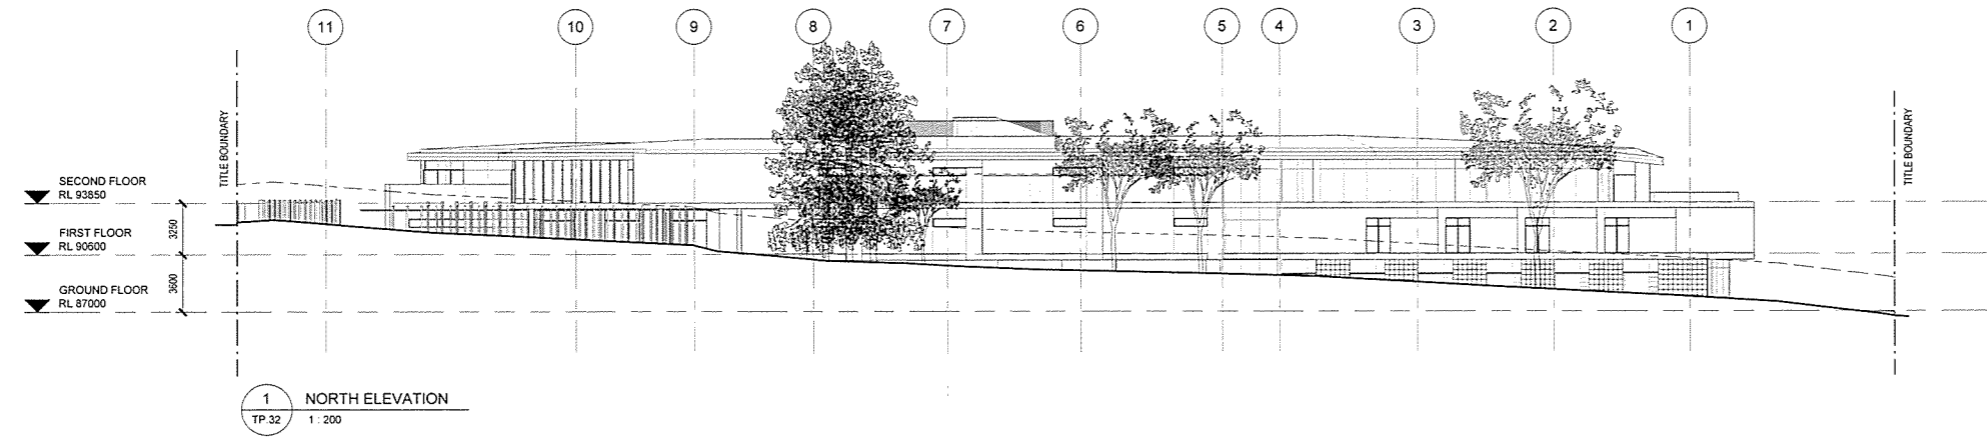 11 10 9 8 7 6 5 4 3 2 1
TITLE BOUNDARY
TITLE BOUNDARY
SECOND FLOOR
RL 93850
3250
FIRST FLOOR
RL 90600
3600
GROUND FLOOR
RL 87000
1 NORTH ELEVATION
TP.32 1 : 200